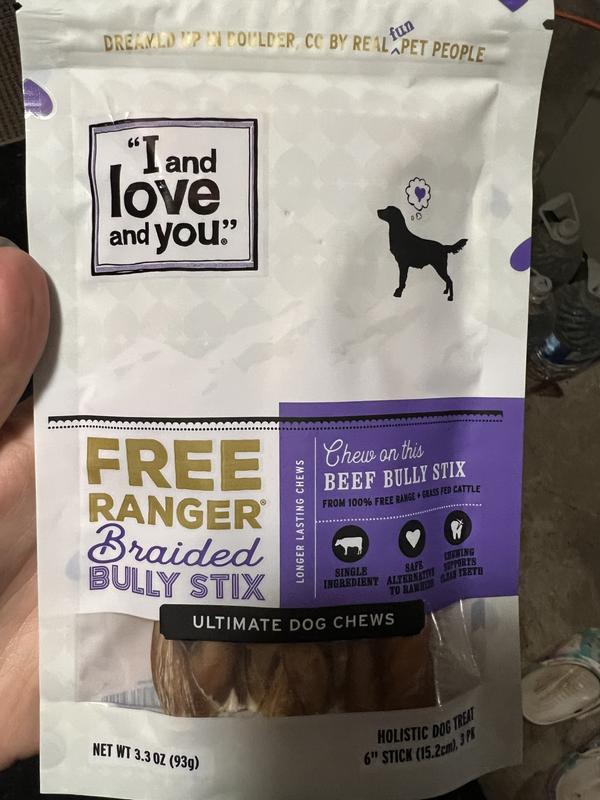 DREAMED UP IN BOULDER, CO BY REAL fun PET PEOPLE
"I and
love
and you"®
FREE
RANGER®
Braided
BULLY STIX
LONGER LASTING CHEWS
Chew on this
BEEF BULLY STIX
FROM 100% FREE RANGE + GRASS FED CATTLE
SINGLE
INGREDIENT
SAFE
ALTERNATIVE
TO RAWHIDE
CHEWING
SUPPORTS
CLEAN TEETH
ULTIMATE DOG CHEWS
NET WT 3.3 OZ (93g)
HOLISTIC DOG TREAT
6" STICK (15.2cm), 3 PK